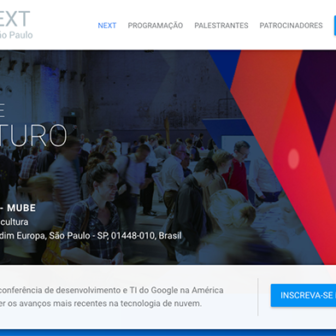 EXT
NEXT PROGRAMAÇÃO PALESTRANTES PATROCINADORES
ão Paulo
E
TURO
- MUBE
cultura
dim Europa, São Paulo - SP, 01448-010, Brasil
conferência de desenvolvimento e TI do Google na América
er os avanços mais recentes na tecnologia de nuvem.
INSCREVA-SE